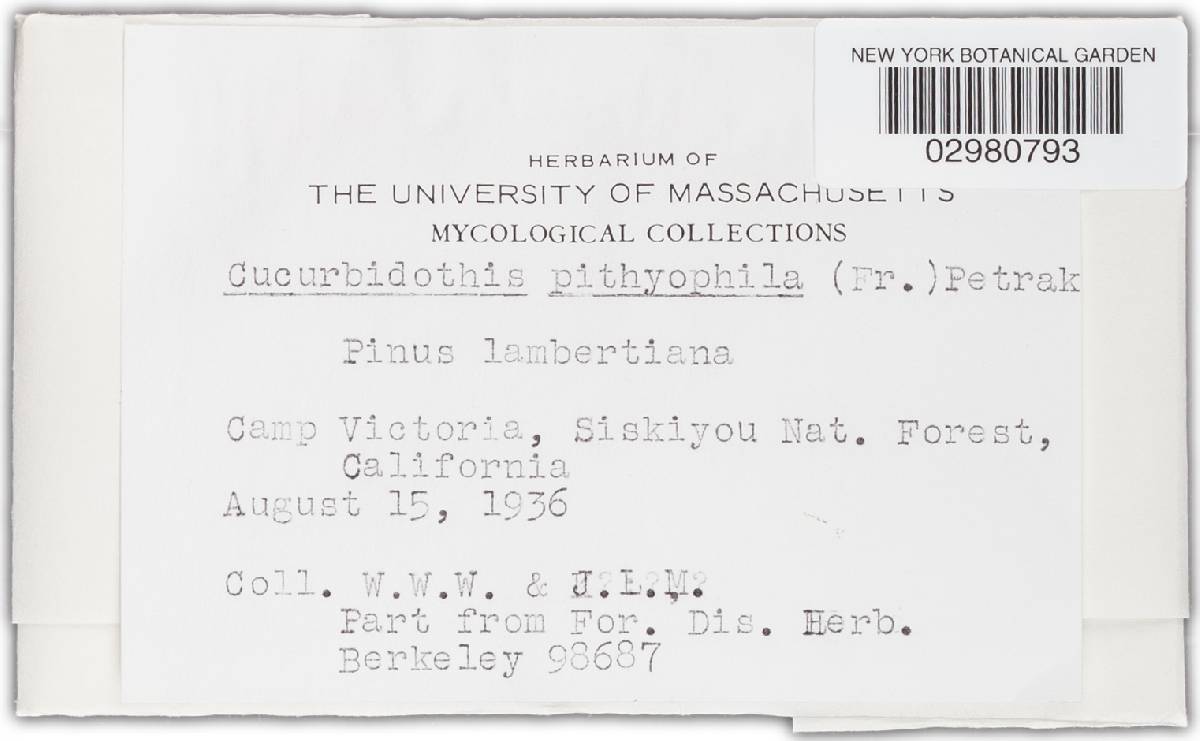 NEW YORK BOTANICAL GARDEN
02980793
HERBARIUM OF
THE UNIVERSITY OF MASSACHUSETTS
MYCOLOGICAL COLLECTIONS
Cucurbidothis pithyophila (Fr.)Petrak
Pinus lambertiana
Camp Victoria, Siskiyou Nat. Forest,
California
August 15, 1936
Coll. W.W.W. & J.L.M.
Part from For. Dis. Herb.
Berkeley 98687